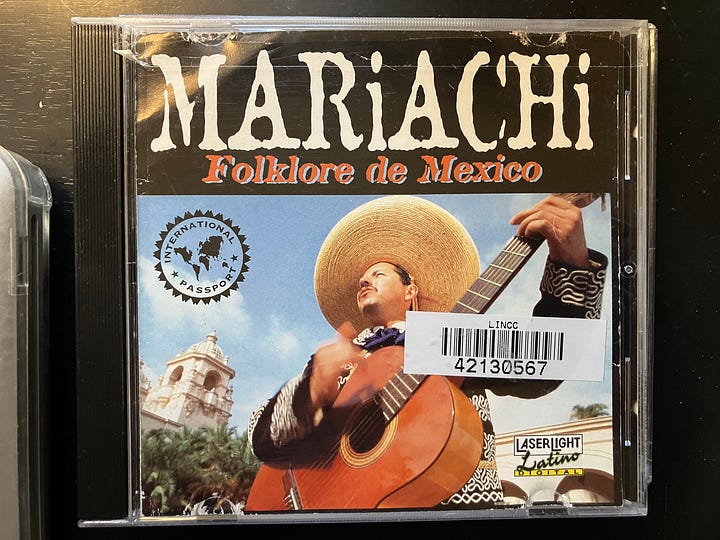 MARiACHi
Folklore de Mexico
INTERNATIONAL
PASSPORT
LINCC
42130567
LASERLIGHT
Latino
DIGITAL